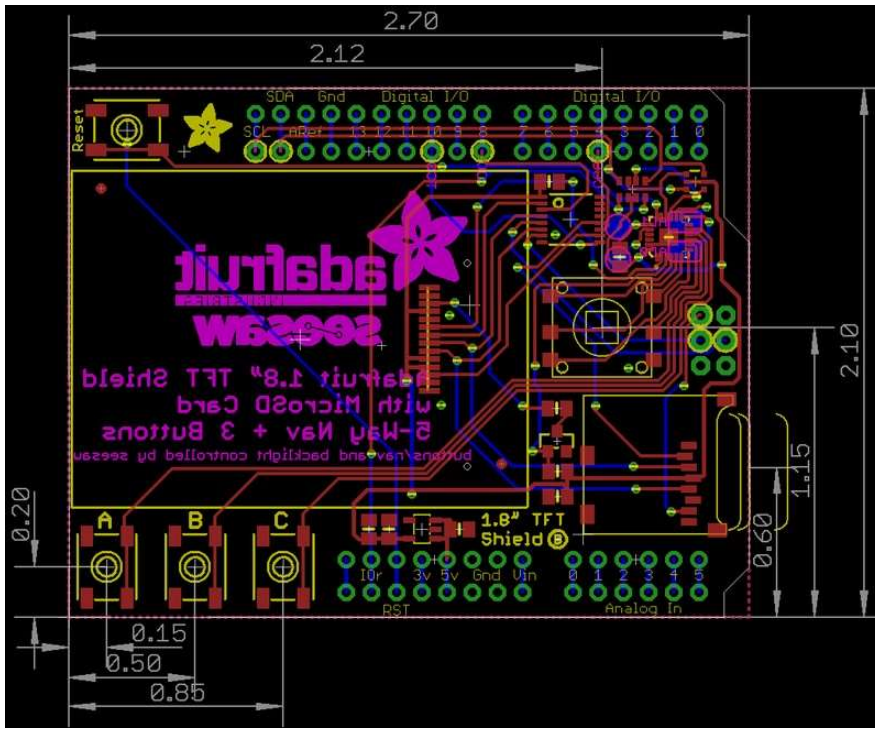 2.70
2.12
SDA Gnd Digital I/O Digital I/O
Reset
SCL ARef 13 12 11 10 9 8 7 6 5 4 3 2 1 0
adafruit
INDUSTRIES
seesaw
Adafruit 1.8" TFT Shield
with MicroSD Card
5-Way Nav + 3 Buttons
buttons/nav and backlight controlled by seesaw
2.10
1.15
0.60
0.20
A B C
1.8" TFT
Shield B
IOr 3v 5v Gnd Vin 0 1 2 3 4 5
RST Analog In
0.15
0.50
0.85